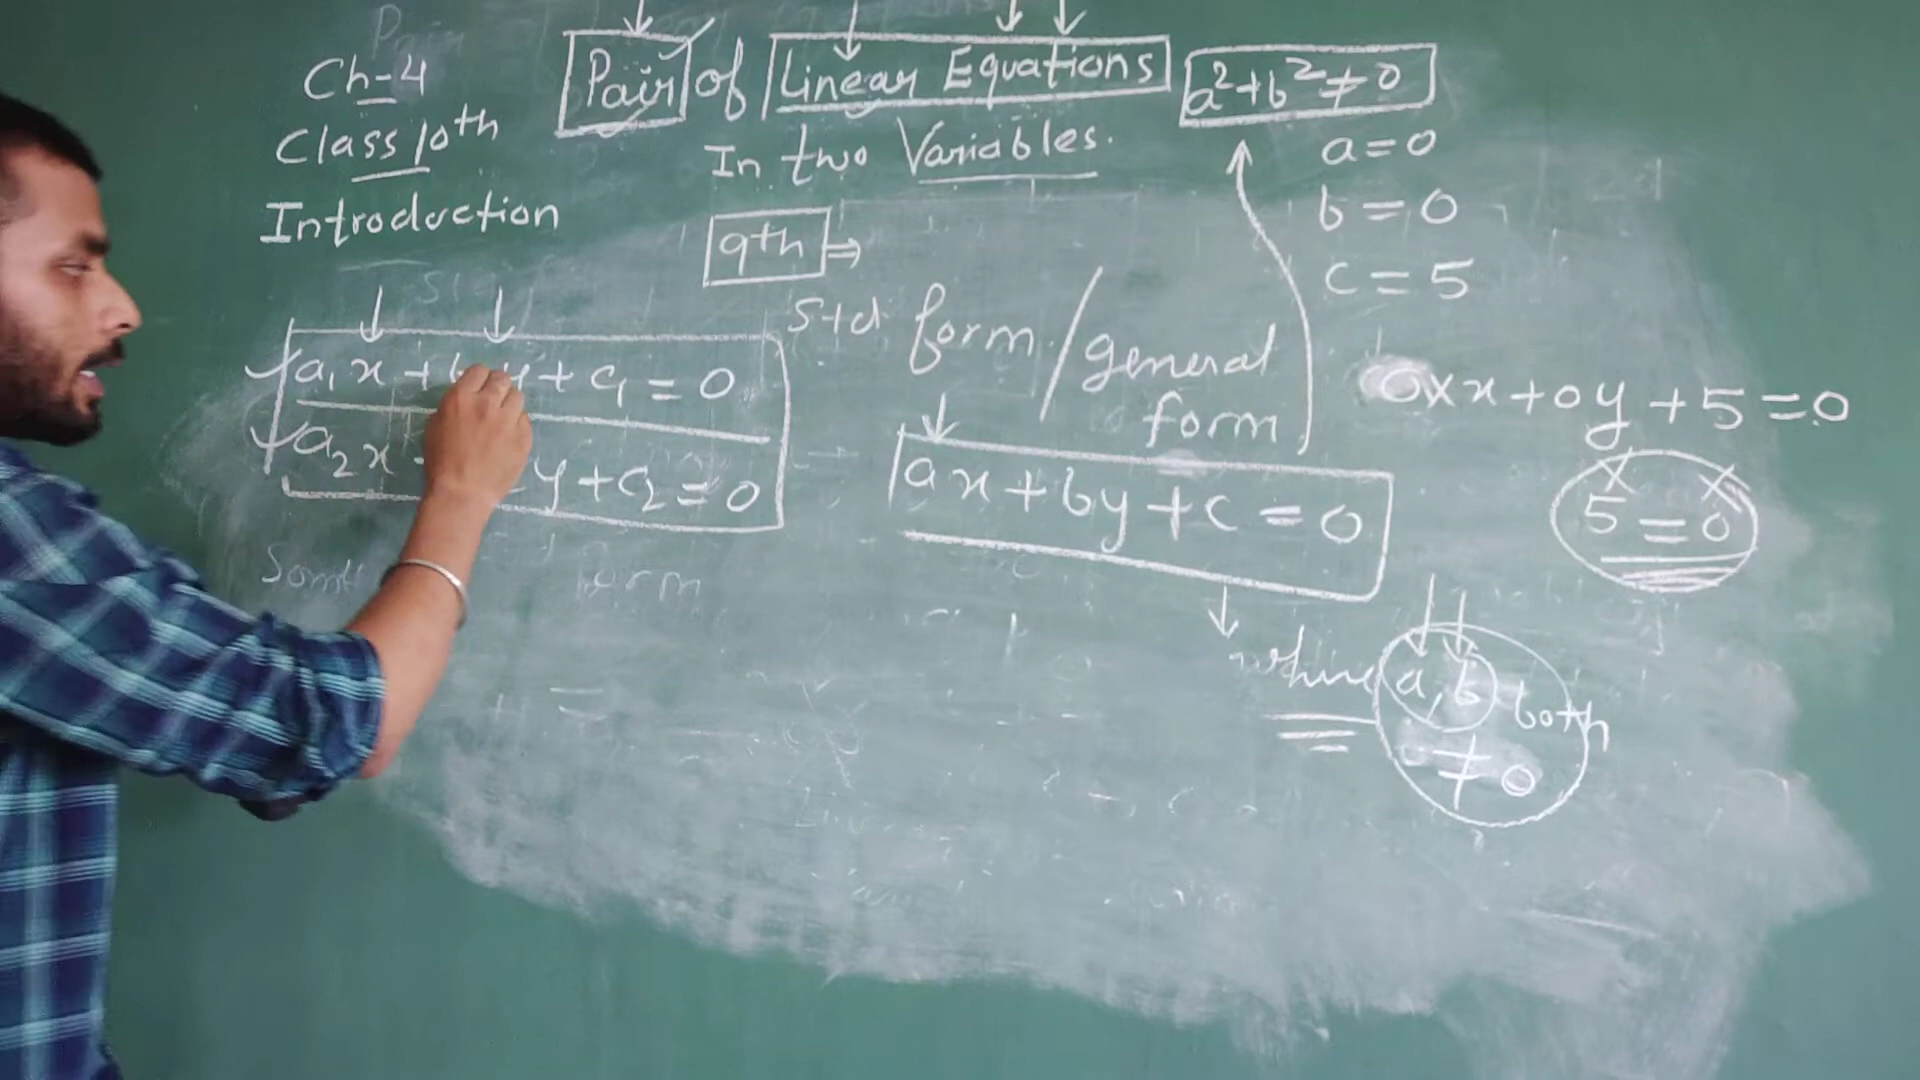 Ch-4
Class 10th
Introduction
Pair of Linear Equations
In two Variables.
a²+b²≠0
a=0
b=0
c=5
9th ⇒
Std form / general form
a₁x + y + c₁ = 0
a₂x y + c₂ = 0
ax + by + c = 0
0×x + 0y + 5 = 0
5 = 0
a, b both
≠ 0
form